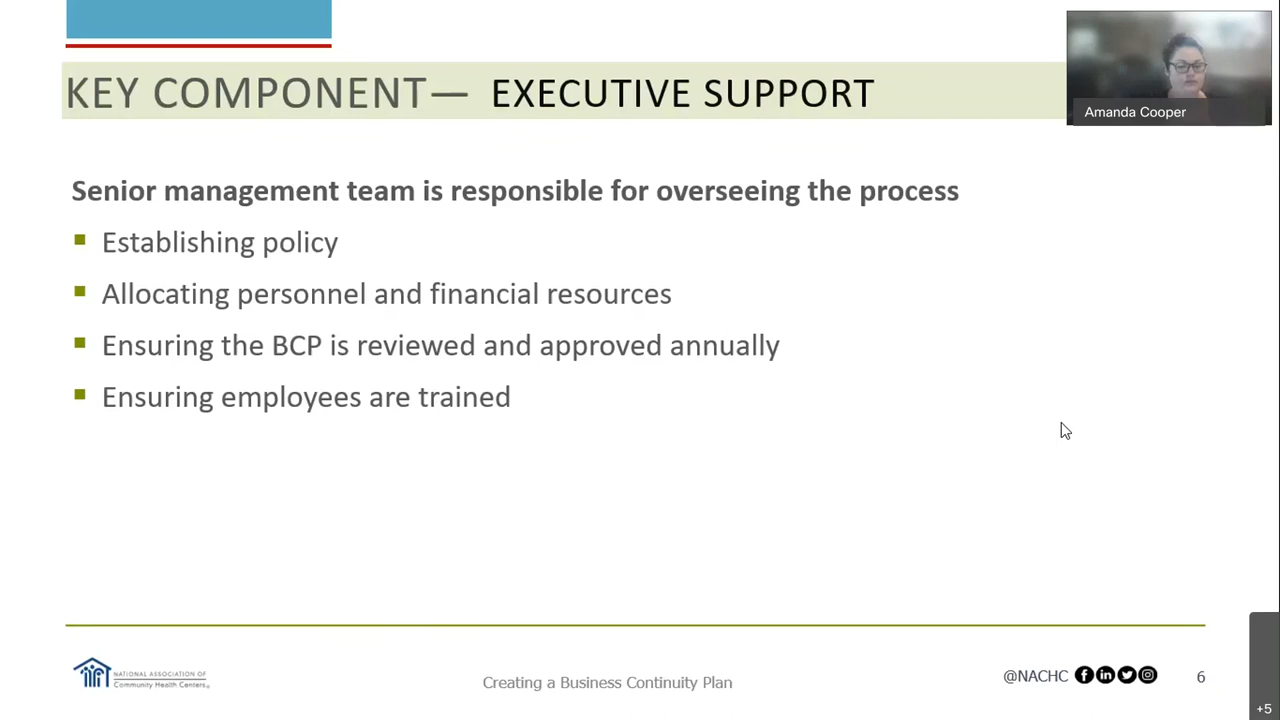 KEY COMPONENT— EXECUTIVE SUPPORT
Amanda Cooper
Senior management team is responsible for overseeing the process
Establishing policy
Allocating personnel and financial resources
Ensuring the BCP is reviewed and approved annually
Ensuring employees are trained
NATIONAL ASSOCIATION OF
Community Health Centers®
Creating a Business Continuity Plan
@NACHC
6
+5